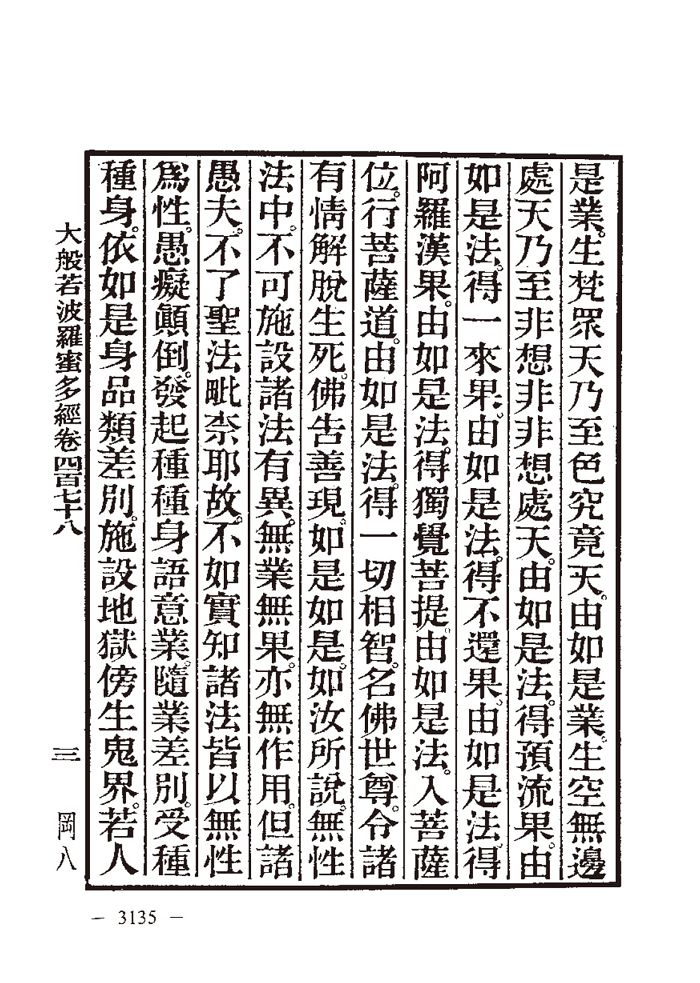 是業。生梵眾天乃至色究竟天。由如是業。生空無邊
處天乃至非想非非想處天。由如是法。得預流果。由
如是法。得一來果。由如是法。得不還果。由如是法得
阿羅漢果。由如是法。得獨覺菩提。由如是法。入菩薩
位。行菩薩道。由如是法。得一切相智。名佛世尊。令諸
有情解脫生死。佛告善現。如是如是。如汝所說。無性
法中。不可施設諸法有異。無業無果。亦無作用。但諸
愚夫。不了聖法毗柰耶故。不如實知諸法皆以無性
爲性。愚癡顚倒。發起種種身語意業。隨業差別。受種
種身。依如是身品類差別。施設地獄傍生鬼界。若人
大般若波羅蜜多經卷四百七十八 三 岡八
— 3135 —